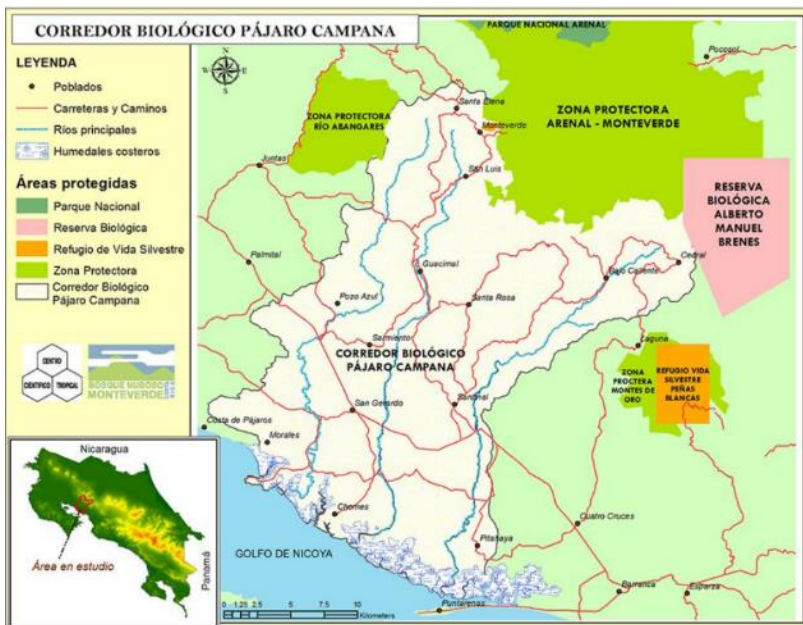 CORREDOR BIOLÓGICO PÁJARO CAMPANA
LEYENDA
Poblados
Carreteras y Caminos
Ríos principales
Humedales costeros
Áreas protegidas
Parque Nacional
Reserva Biológica
Refugio de Vida Silvestre
Zona Protectora
Corredor Biológico
Pájaro Campana
CENTRO
CIENTIFICO
TROPICAL
BOSQUE NUBOSO
MONTEVERDE
Nicaragua
Panamá
Área en estudio
PARQUE NACIONAL ARENAL
N
W
E
S
Pocosol
Santa Elena
ZONA PROTECTORA
RÍO ABANGARES
ZONA PROTECTORA
ARENAL - MONTEVERDE
Monteverde
Juntas
San Luis
RESERVA
BIOLÓGICA
ALBERTO
MANUEL
BRENES
Palmital
Guacimal
Bajo Caliente
Cedral
Pozo Azul
Santa Rosa
Sarmiento
Laguna
CORREDOR BIOLÓGICO
PÁJARO CAMPANA
ZONA
PROCTERA
MONTES DE
ORO
REFUGIO VIDA
SILVESTRE
PEÑAS
BLANCAS
San Gerardo
Sardinal
Costa de Pájaros
Morales
Chomes
Cuatro Cruces
GOLFO DE NICOYA
Pitahaya
Barranca
Esparza
Puntarenas
0 1.25 2.5 5 7.5 10
Kilometers